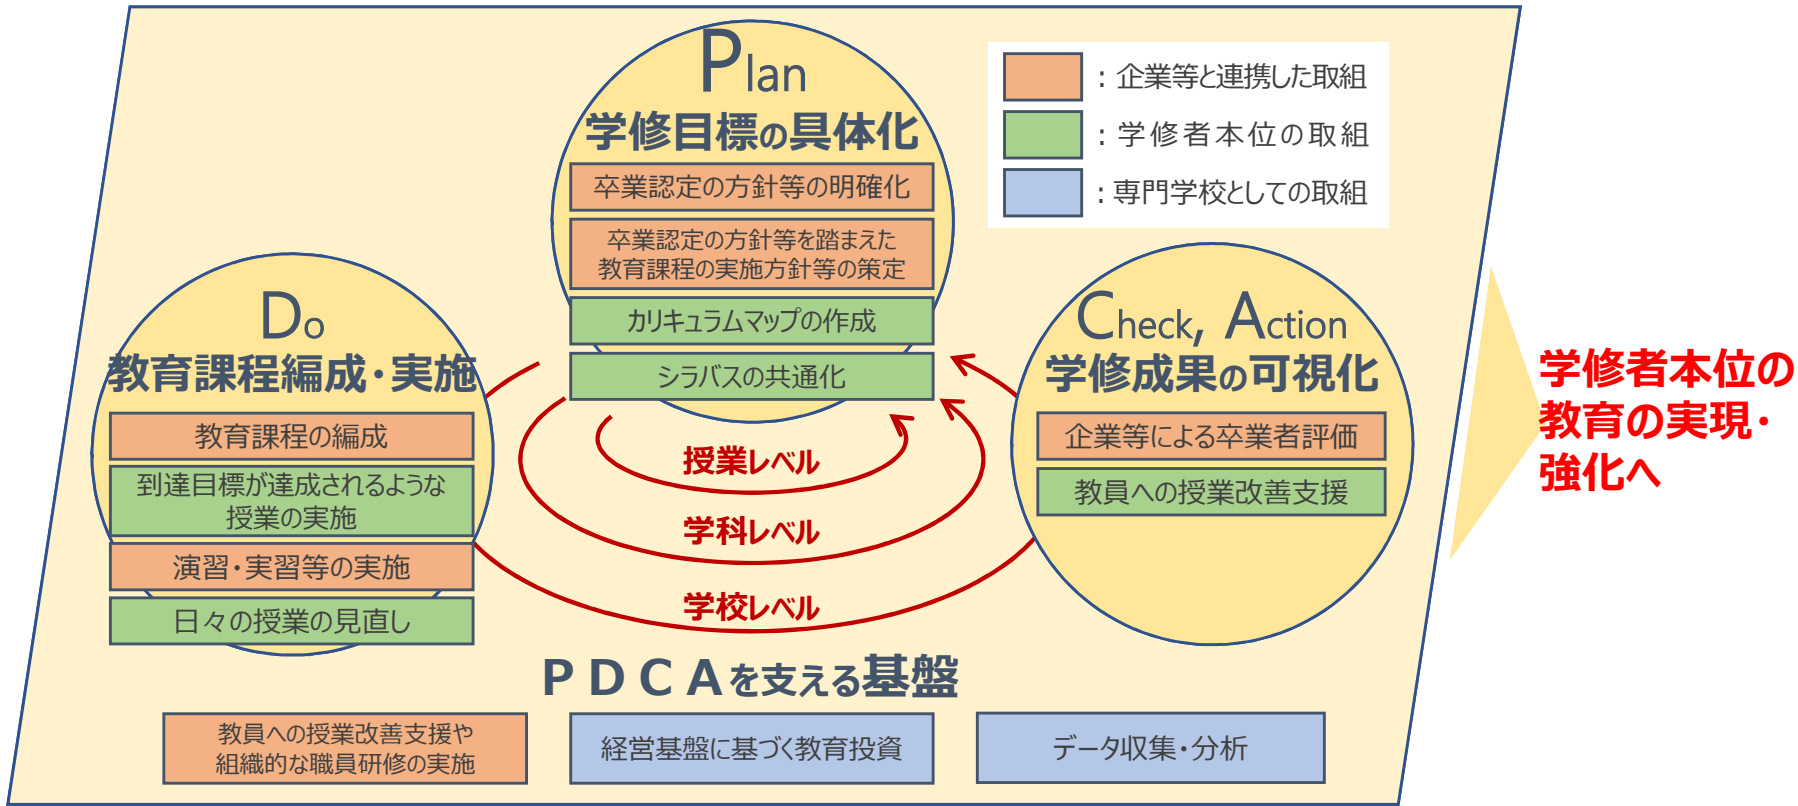 Plan
学修目標の具体化
卒業認定の方針等の明確化
卒業認定の方針等を踏まえた
教育課程の実施方針等の策定
カリキュラムマップの作成
シラバスの共通化
：企業等と連携した取組
：学修者本位の取組
：専門学校としての取組
Do
教育課程編成・実施
教育課程の編成
到達目標が達成されるような
授業の実施
演習・実習等の実施
日々の授業の見直し
Check, Action
学修成果の可視化
企業等による卒業者評価
教員への授業改善支援
授業レベル
学科レベル
学校レベル
学修者本位の
教育の実現・
強化へ
ＰＤＣＡを支える基盤
教員への授業改善支援や
組織的な職員研修の実施
経営基盤に基づく教育投資
データ収集・分析